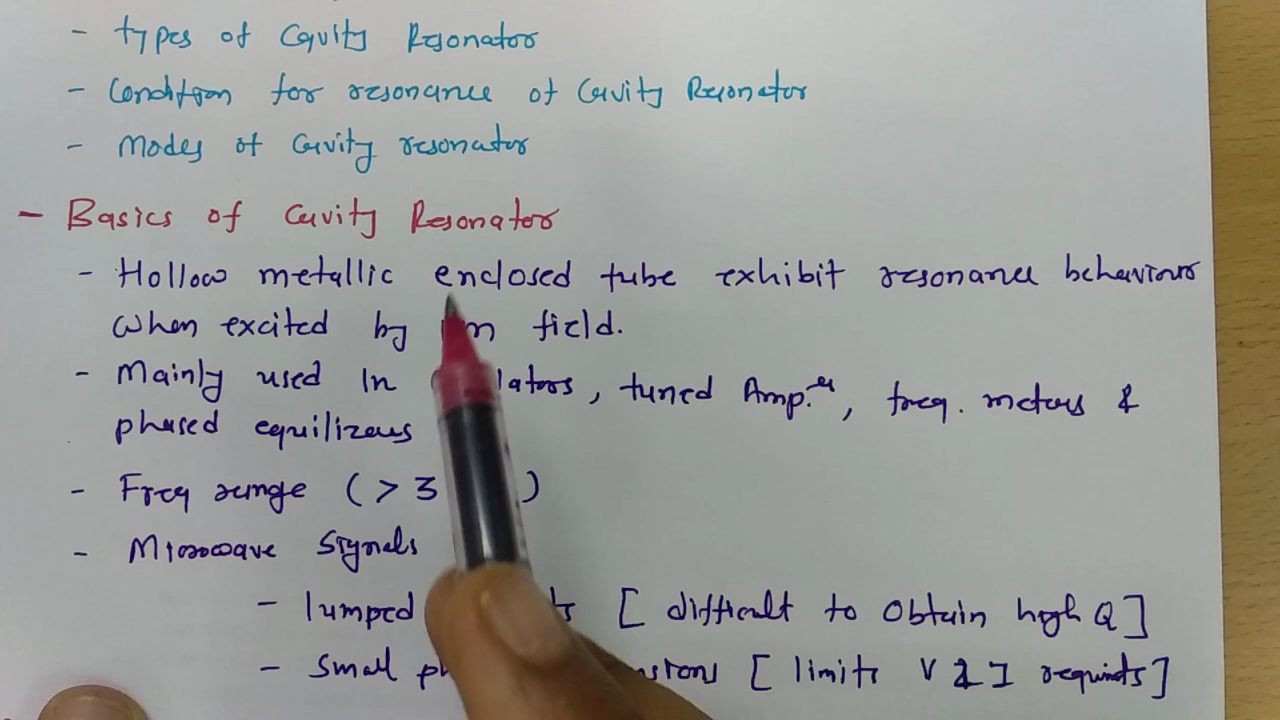 - types of Cavity Resonator
- Condition for resonance of Cavity Resonator
- Modes of Cavity resonator
- Basics of Cavity Resonator
- Hollow metallic enclosed tube exhibit resonance behaviour
when excited by field.
- Mainly used in , tuned Amp.er, freq. meters &
phased equilizers
- Freq range ( > 3 )
- Microwave signals
- lumped [ difficult to obtain high Q ]
- Small [ limits V & I requirnts ]